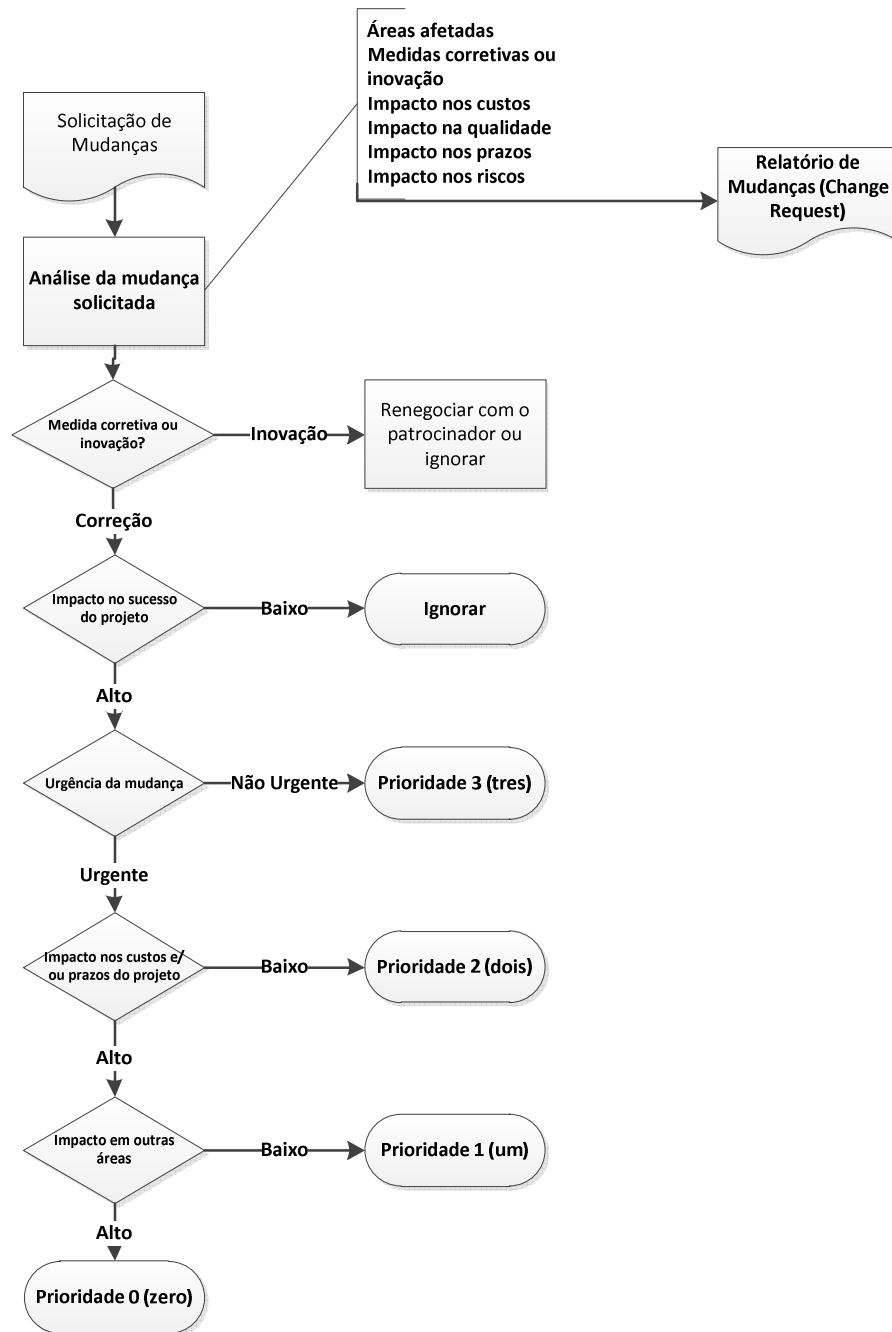 Áreas afetadas
Medidas corretivas ou
inovação
Impacto nos custos
Impacto na qualidade
Impacto nos prazos
Impacto nos riscos
Solicitação de
Mudanças
Relatório de
Mudanças (Change
Request)
Análise da mudança
solicitada
Medida corretiva ou
inovação?
Inovação
Renegociar com o
patrocinador ou
ignorar
Correção
Impacto no sucesso
do projeto
Baixo
Ignorar
Alto
Urgência da mudança
Não Urgente
Prioridade 3 (tres)
Urgente
Impacto nos custos e/
ou prazos do projeto
Baixo
Prioridade 2 (dois)
Alto
Impacto em outras
áreas
Baixo
Prioridade 1 (um)
Alto
Prioridade 0 (zero)